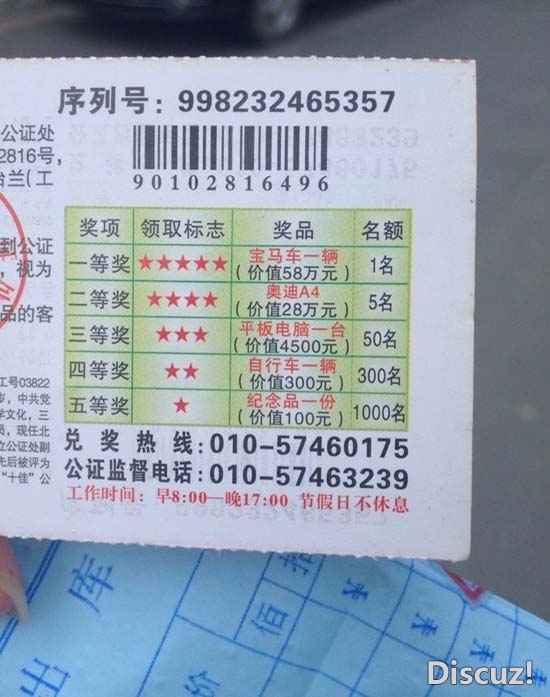 序列号：998232465357
公证处
2816号，
台兰(工
90102816496
到公证
，视为
品的客
工号03822
岁，中共党
学文化，三
员，现任北
立公证处副
先后被评为
"十佳"公
奖项 领取标志 奖品 名额
一等奖 ★★★★★ 宝马车一辆（价值58万元） 1名
二等奖 ★★★★ 奥迪A4（价值28万元） 5名
三等奖 ★★★ 平板电脑一台（价值4500元） 50名
四等奖 ★★ 自行车一辆（价值300元） 300名
五等奖 ★ 纪念品一份（价值100元） 1000名
兑奖热线：010-57460175
公证监督电话：010-57463239
工作时间：早8:00—晚17:00 节假日不休息
库
出
价
佰
Discuz!